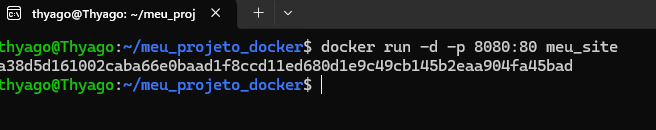 thyago@Thyago: ~/meu_proj
thyago@Thyago:~/meu_projeto_docker$ docker run -d -p 8080:80 meu_site
a38d5d161002caba66e0baad1f8ccd11ed680d1e9c49cb145b2eaa904fa45bad
thyago@Thyago:~/meu_projeto_docker$